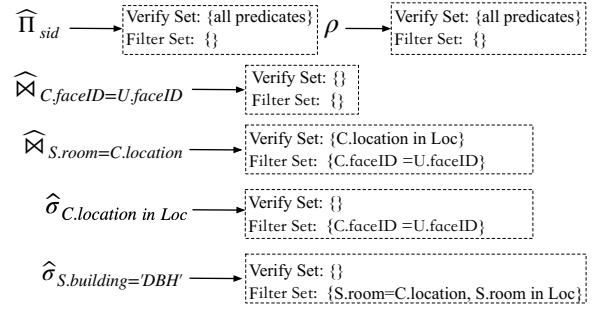 Π̂ sid Verify Set: {all predicates} ρ Verify Set: {all predicates}
Filter Set: {} Filter Set: {}
⋈̂ C.faceID=U.faceID Verify Set: {}
Filter Set: {}
⋈̂ S.room=C.location Verify Set: {C.location in Loc}
Filter Set: {C.faceID =U.faceID}
σ̂ C.location in Loc Verify Set: {}
Filter Set: {C.faceID =U.faceID}
σ̂ S.building='DBH' Verify Set: {}
Filter Set: {S.room=C.location, S.room in Loc}